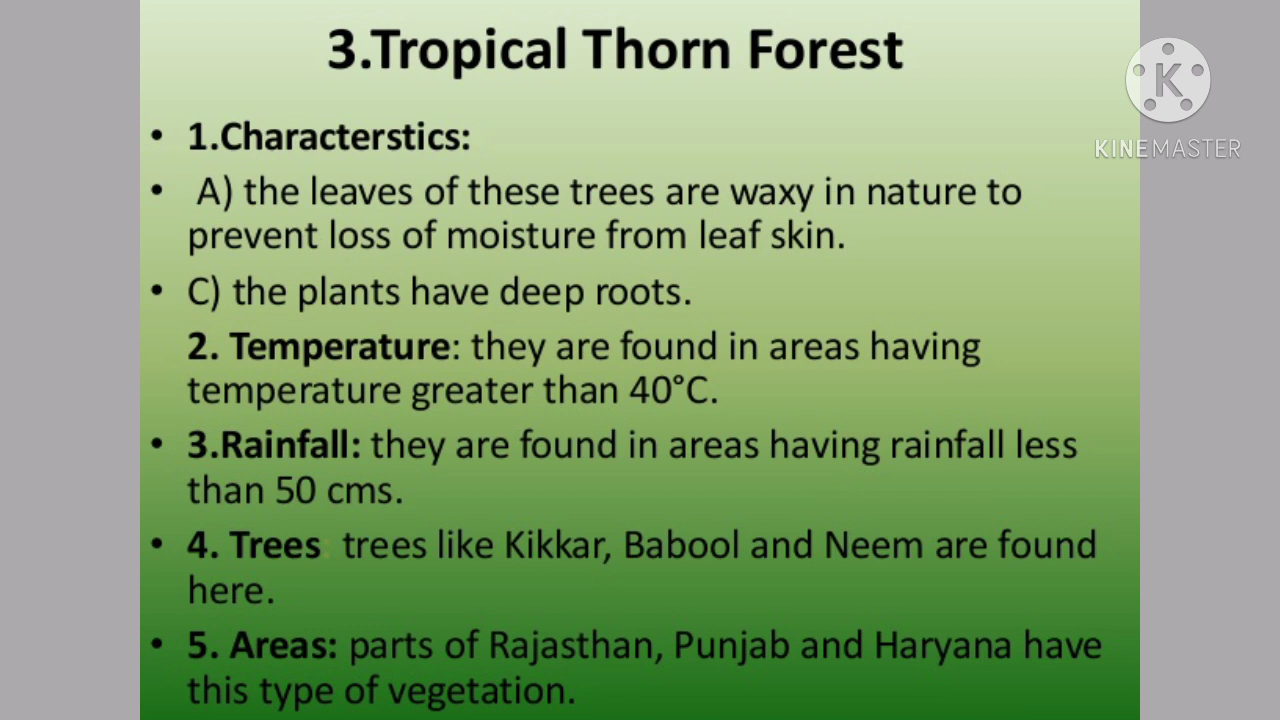 3.Tropical Thorn Forest
K
KINEMASTER
• 1.Characterstics:
• A) the leaves of these trees are waxy in nature to
prevent loss of moisture from leaf skin.
• C) the plants have deep roots.
2. Temperature: they are found in areas having
temperature greater than 40°C.
• 3.Rainfall: they are found in areas having rainfall less
than 50 cms.
• 4. Trees: trees like Kikkar, Babool and Neem are found
here.
• 5. Areas: parts of Rajasthan, Punjab and Haryana have
this type of vegetation.